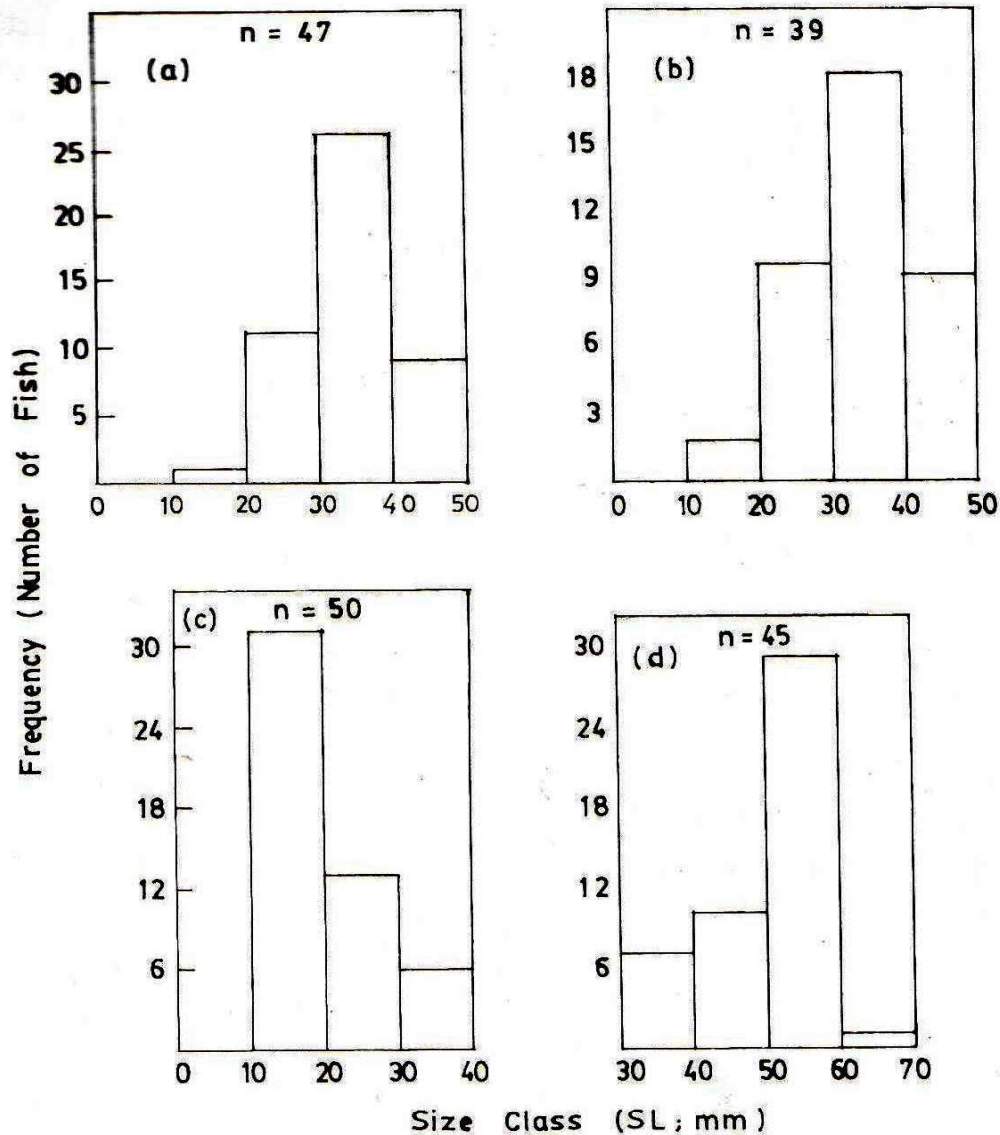 n = 47
(a)
30
25
20
15
10
5
0 10 20 30 40 50
n = 39
(b)
18
15
12
9
6
3
0 10 20 30 40 50
Frequency (Number of Fish)
(c)
n = 50
30
24
18
12
6
0 10 20 30 40
n = 45
(d)
30
24
18
12
6
30 40 50 60 70
Size Class (SL; mm)